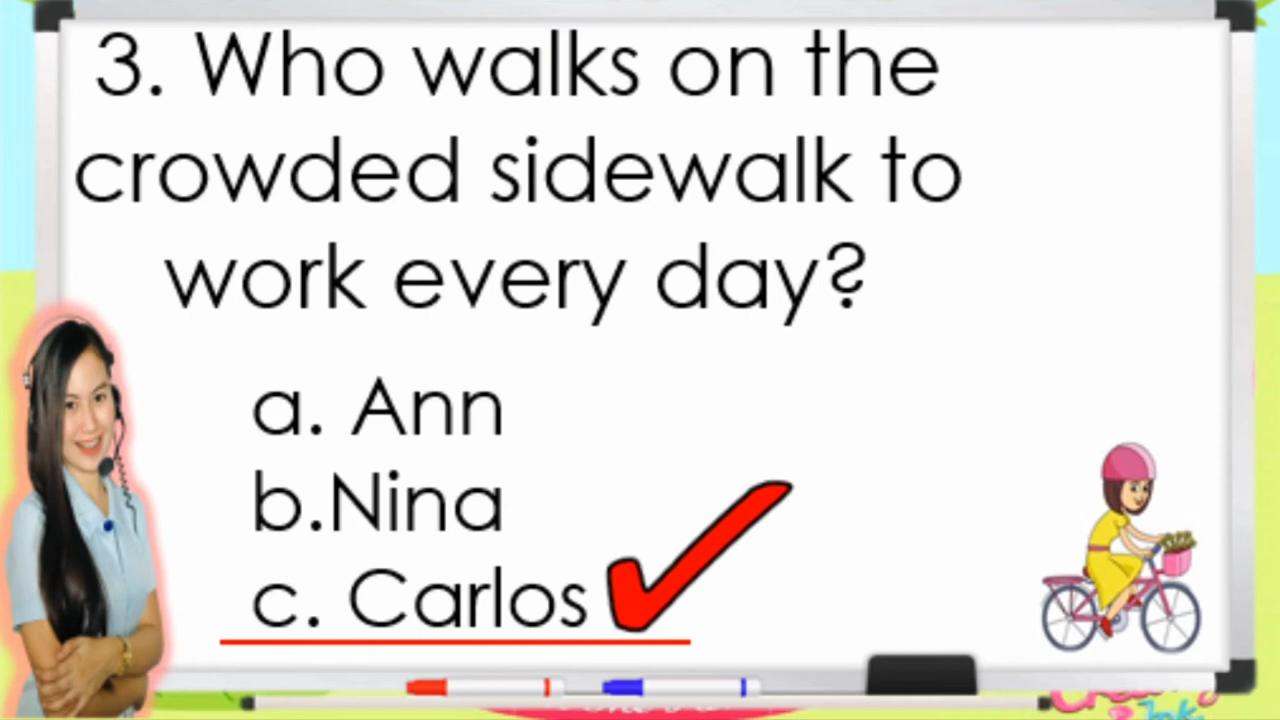 3. Who walks on the
crowded sidewalk to
work every day?
a. Ann
b.Nina
c. Carlos